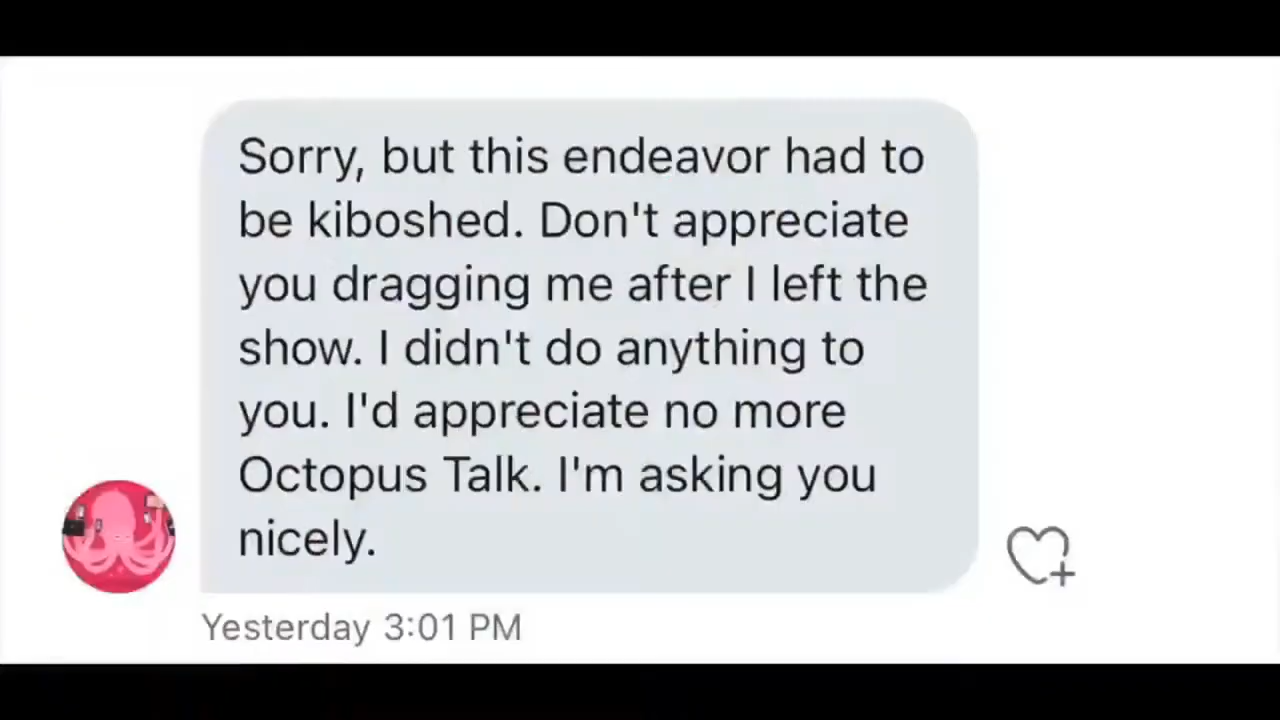 Sorry, but this endeavor had to
be kiboshed. Don't appreciate
you dragging me after I left the
show. I didn't do anything to
you. I'd appreciate no more
Octopus Talk. I'm asking you
nicely.
Yesterday 3:01 PM